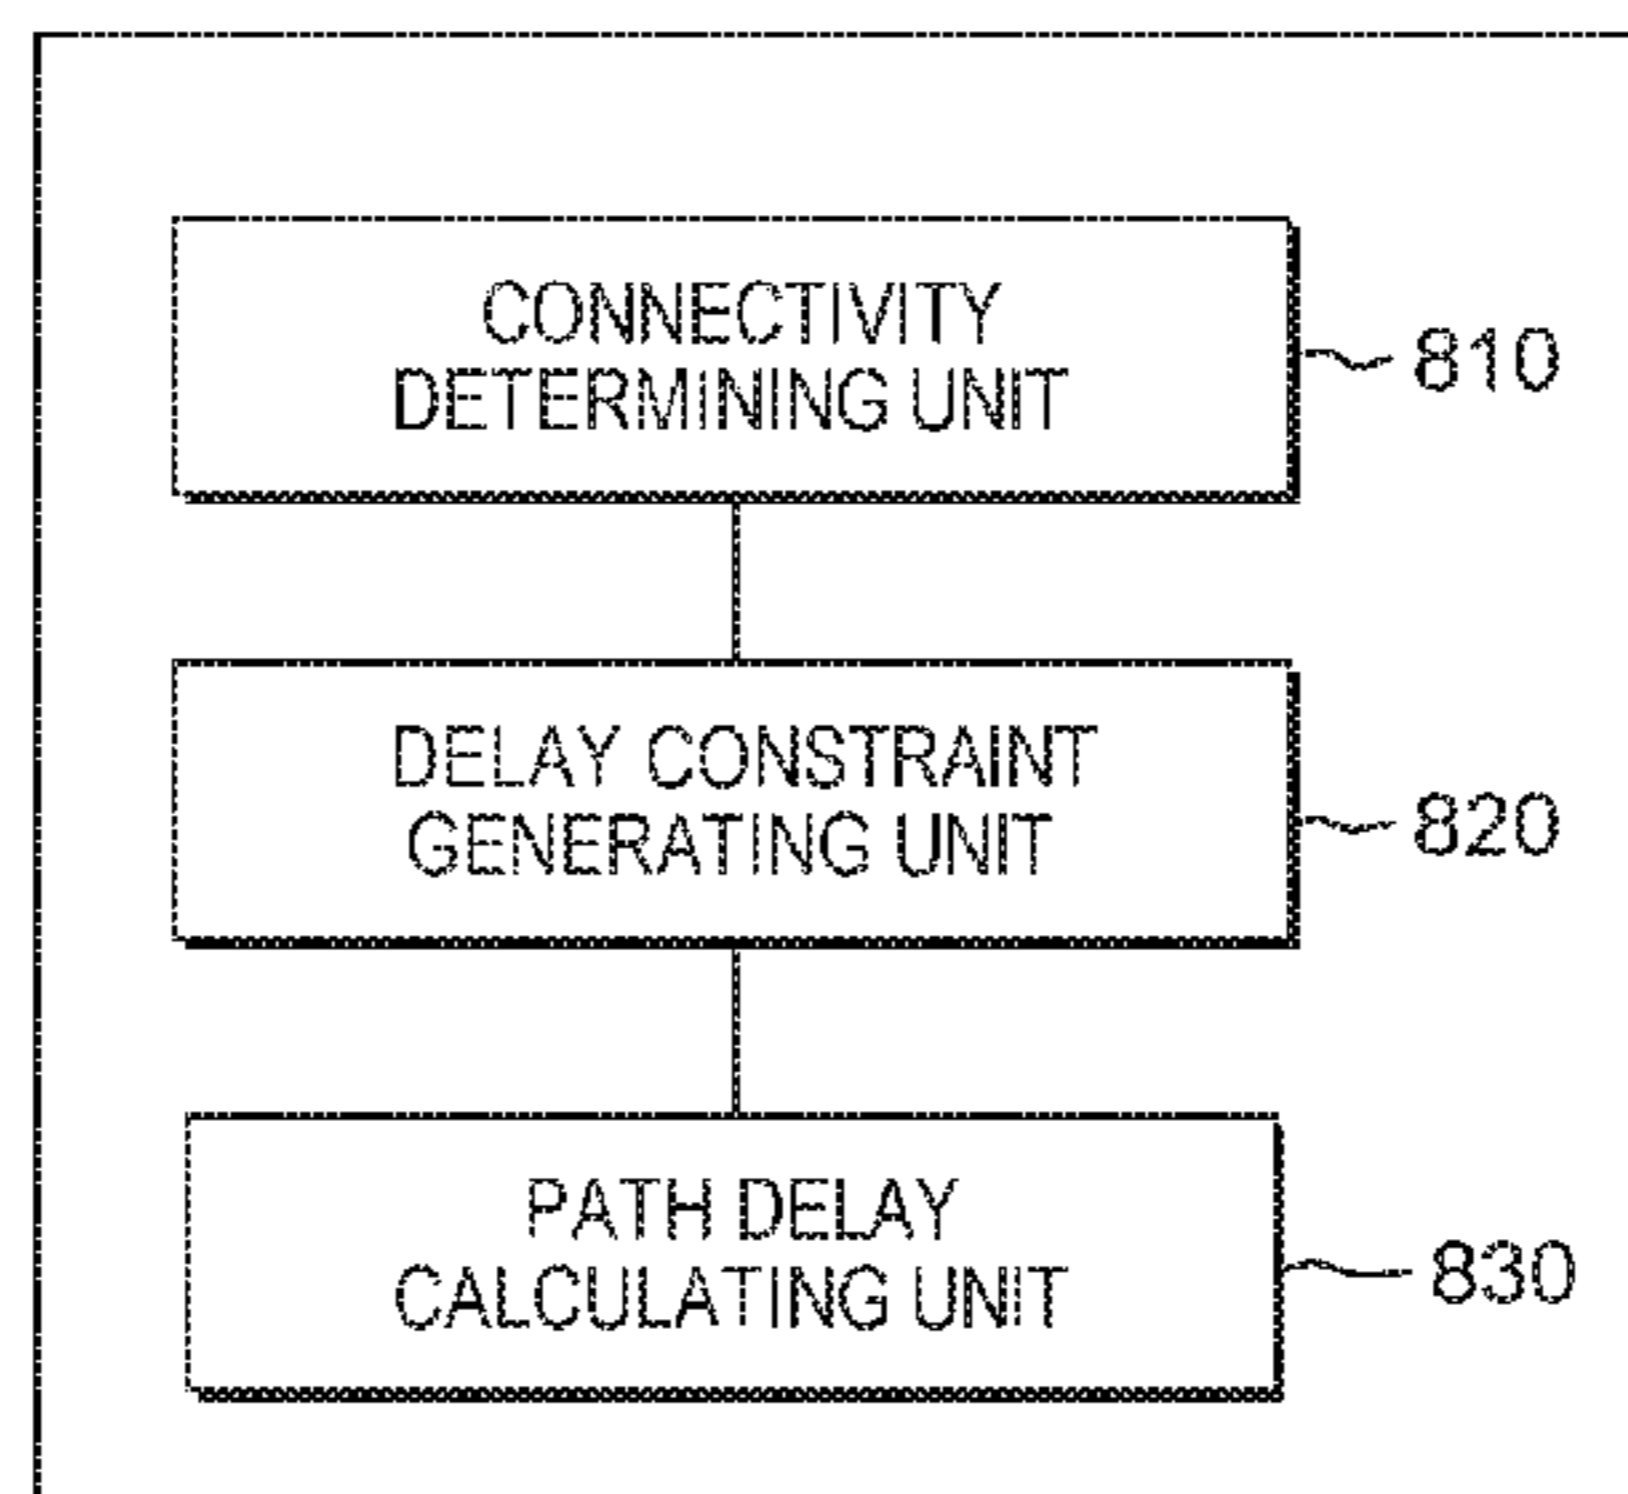 CONNECTIVITY
DETERMINING UNIT
810
DELAY CONSTRAINT
GENERATING UNIT
820
PATH DELAY
CALCULATING UNIT
830